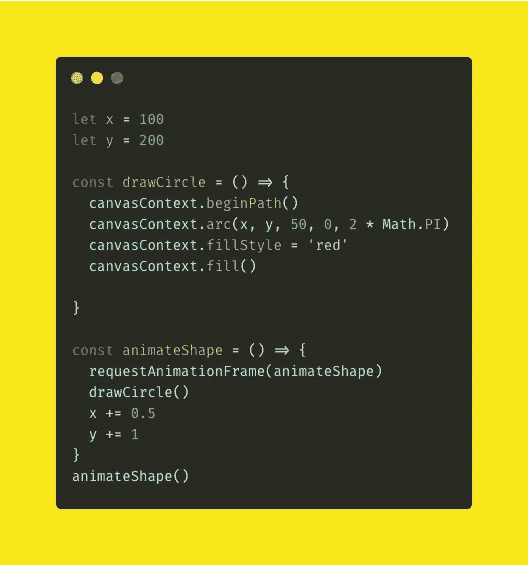 let x = 100
let y = 200
const drawCircle = () => {
canvasContext.beginPath()
canvasContext.arc(x, y, 50, 0, 2 * Math.PI)
canvasContext.fillStyle = 'red'
canvasContext.fill()
}
const animateShape = () => {
requestAnimationFrame(animateShape)
drawCircle()
x += 0.5
y += 1
}
animateShape()